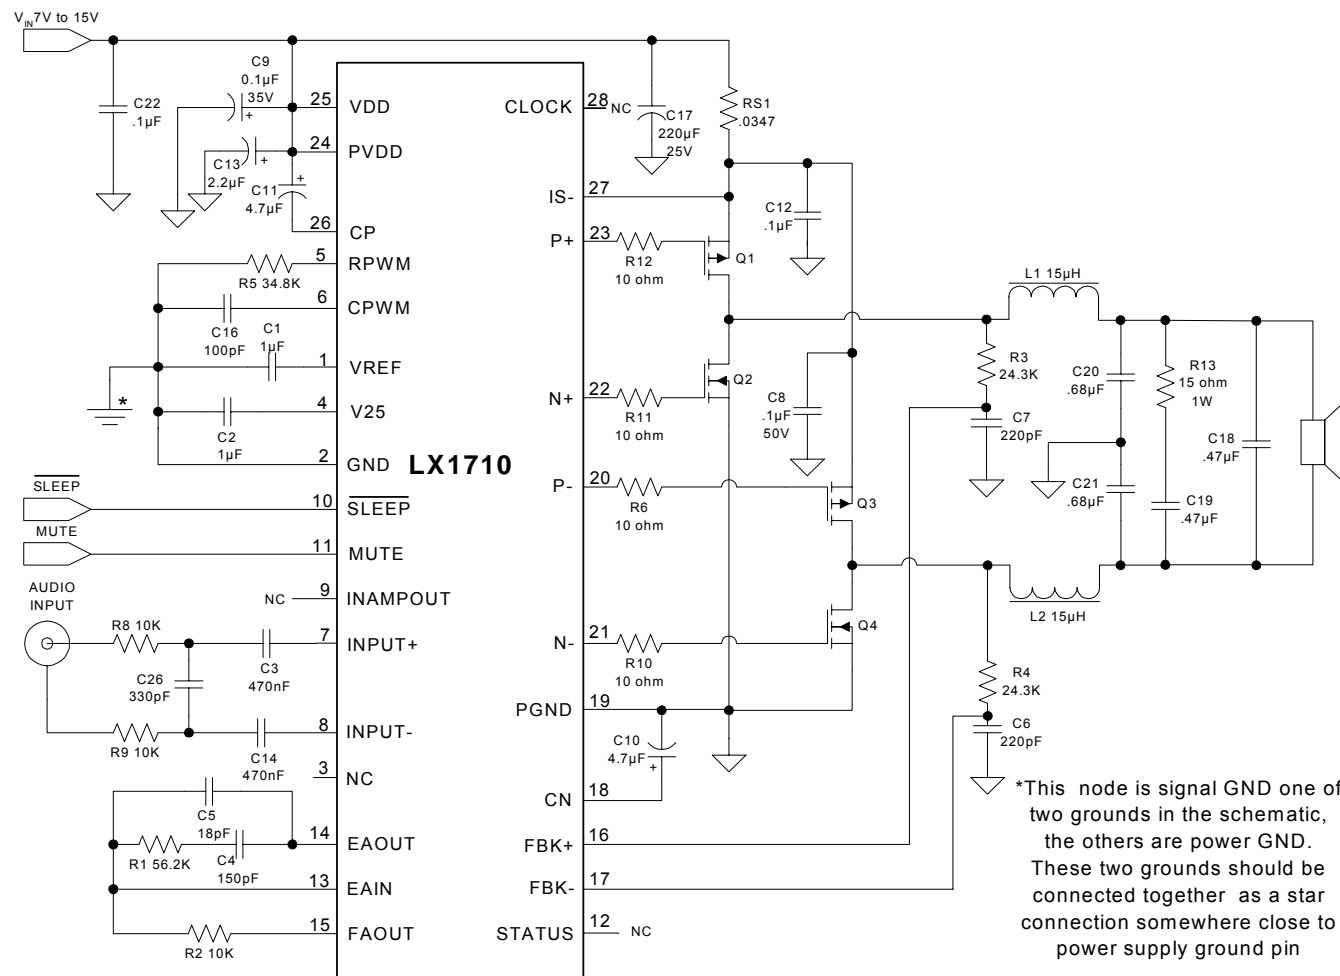 V_IN 7V to 15V
C22
.1µF
C9
0.1µF
35V
+
C13
2.2µF
+
C11
4.7µF
+
25
VDD
24
PVDD
26
CP
R5 34.8K
5
RPWM
C16
100pF
6
CPWM
C1
1µF
1
VREF
*
C2
1µF
4
V25
2
GND
LX1710
SLEEP
10
SLEEP
MUTE
11
MUTE
AUDIO
INPUT
NC
9
INAMPOUT
R8 10K
C26
330pF
C3
470nF
7
INPUT+
R9 10K
C14
470nF
8
INPUT-
3
NC
C5
18pF
R1 56.2K
C4
150pF
14
EAOUT
13
EAIN
R2 10K
15
FAOUT
CLOCK
28
NC
C17
220µF
25V
RS1
.0347
IS-
27
C12
.1µF
P+
23
R12
10 ohm
Q1
N+
22
R11
10 ohm
Q2
C8
.1µF
50V
P-
20
R6
10 ohm
Q3
N-
21
R10
10 ohm
Q4
PGND
19
C10
4.7µF
+
CN
18
FBK+
16
FBK-
17
STATUS
12
NC
L1 15µH
R3
24.3K
C7
220pF
C20
.68µF
R13
15 ohm
1W
C18
.47µF
C21
.68µF
C19
.47µF
L2 15µH
R4
24.3K
C6
220pF
*This node is signal GND one of
two grounds in the schematic,
the others are power GND.
These two grounds should be
connected together as a star
connection somewhere close to
power supply ground pin